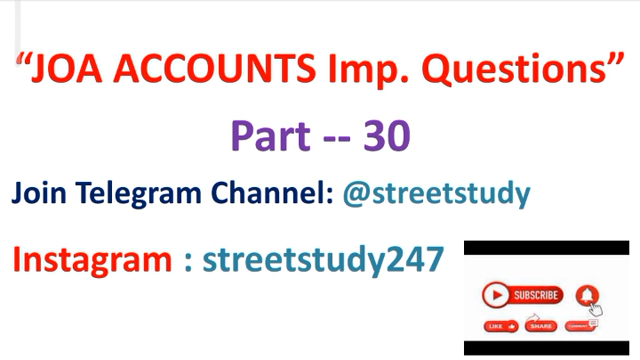 “JOA ACCOUNTS Imp. Questions”
Part -- 30
Join Telegram Channel: @streetstudy
Instagram : streetstudy247
SUBSCRIBE
LIKE SHARE